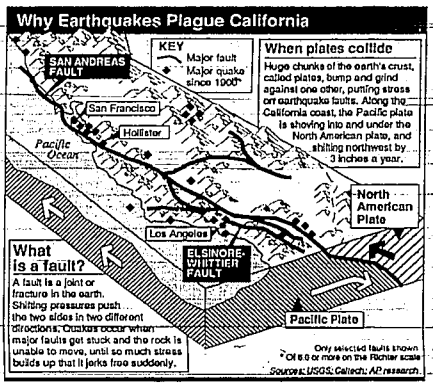 Why Earthquakes Plague California
SAN ANDREAS
FAULT
KEY
Major fault
Major quake
since 1900*
When plates collide
Huge chunks of the earth's crust,
called plates, bump and grind
against one other, putting stress
on earthquake faults. Along the
California coast, the Pacific plate
is shoving into and under the
North American plate, and
shifting northwest by
3 inches a year.
San Francisco
Hollister
Pacific
Ocean
North
American
Plate
Los Angeles
ELSINORE-
WHITTIER
FAULT
What
is a fault?
A fault is a joint or
fracture in the earth.
Shifting pressures push
the two sides in two different
directions. Quakes occur when
major faults get stuck and the rock is
unable to move, until so much stress
builds up that it jerks free suddenly.
Pacific Plate
Only selected faults shown
*Of 6.0 or more on the Richter scale
Sources: USGS; Caltech; AP research